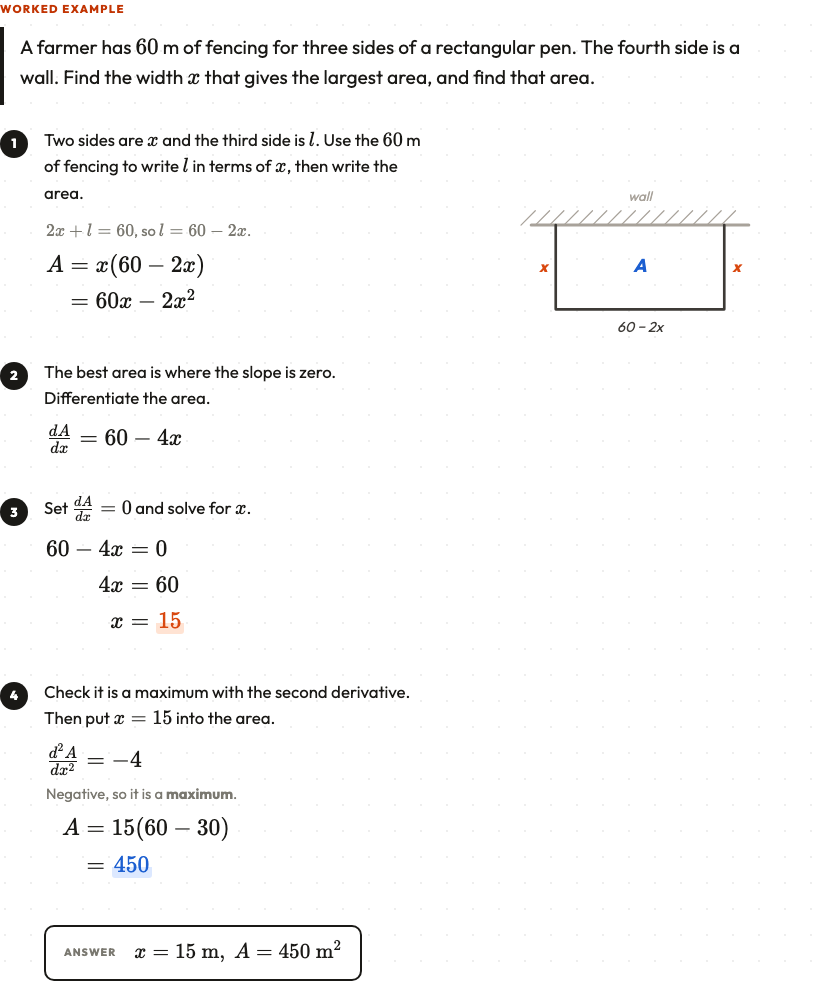 WORKED EXAMPLE
A farmer has 60 m of fencing for three sides of a rectangular pen. The fourth side is a
wall. Find the width x that gives the largest area, and find that area.
1
Two sides are x and the third side is l. Use the 60 m
of fencing to write l in terms of x, then write the
area.
2x + l = 60, so l = 60 − 2x.
A = x(60 − 2x)
= 60x − 2x²
wall
x
A
x
60 − 2x
2
The best area is where the slope is zero.
Differentiate the area.
dA/dx = 60 − 4x
3
Set dA/dx = 0 and solve for x.
60 − 4x = 0
4x = 60
x = 15
4
Check it is a maximum with the second derivative.
Then put x = 15 into the area.
d²A/dx² = −4
Negative, so it is a maximum.
A = 15(60 − 30)
= 450
ANSWER x = 15 m, A = 450 m²